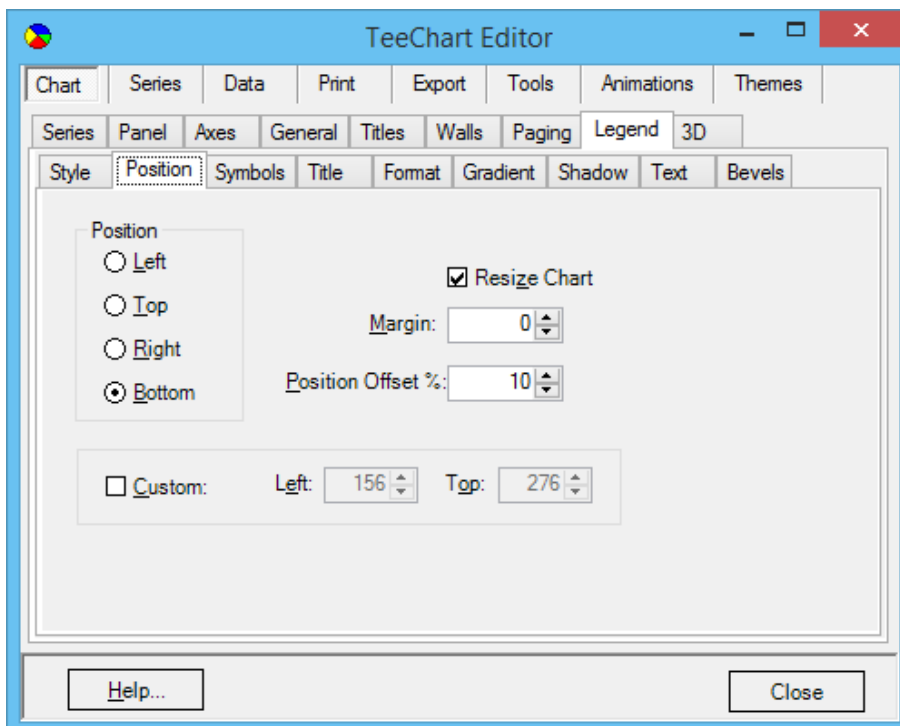 TeeChart Editor
Chart Series Data Print Export Tools Animations Themes
Series Panel Axes General Titles Walls Paging Legend 3D
Style Position Symbols Title Format Gradient Shadow Text Bevels
Position
Left
Resize Chart
Top
Margin: 0
Right
Position Offset %: 10
Bottom
Custom: Left: 156 Top: 276
Help... Close